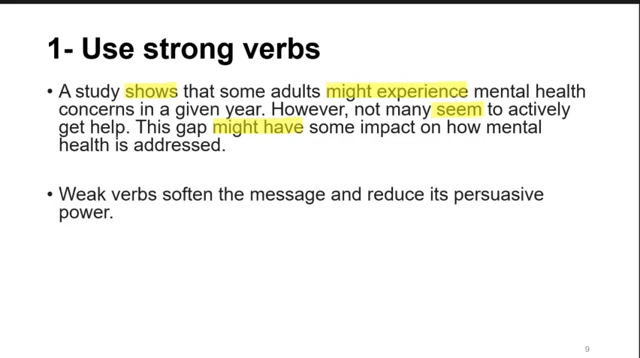 1- Use strong verbs
• A study shows that some adults might experience mental health
concerns in a given year. However, not many seem to actively
get help. This gap might have some impact on how mental
health is addressed.
• Weak verbs soften the message and reduce its persuasive
power.
9